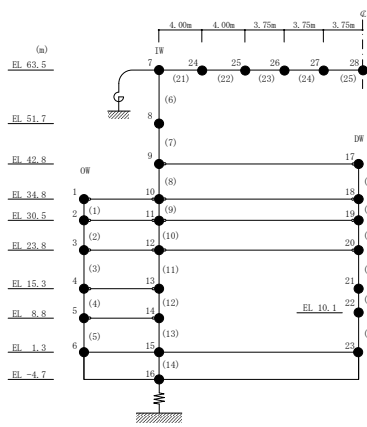 4.00m 4.00m 3.75m 3.75m 3.75m
(m)
IW
EL 63.5 7 24 25 26 27 28
(21) (22) (23) (24) (25)
(6)
EL 51.7 8
(7)
DW
EL 42.8 9 17
OW (8)
EL 34.8 1 10 18
(1) (9)
EL 30.5 2 11 19
(2) (10)
EL 23.8 3 12 20
(3) (11)
EL 15.3 4 13 21
(4) (12) EL 10.1 22
EL 8.8 5 14
(5) (13)
EL 1.3 6 15 23
(14)
EL -4.7 16